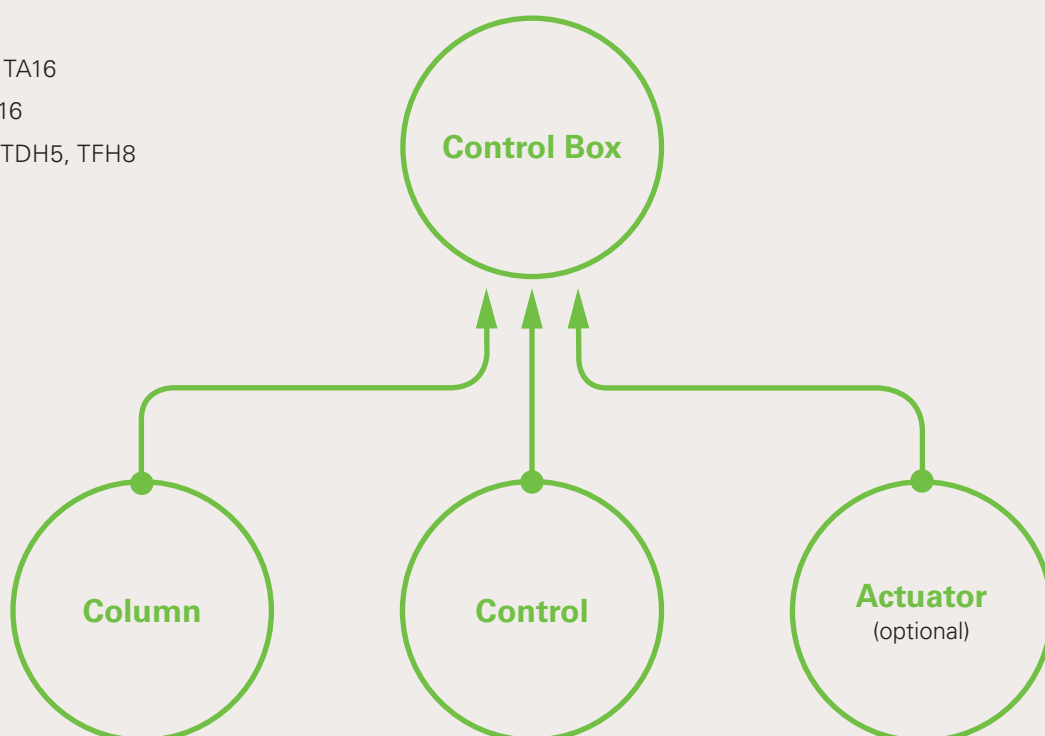 TA16
16
TDH5, TFH8
Control Box
Column
Control
Actuator
(optional)